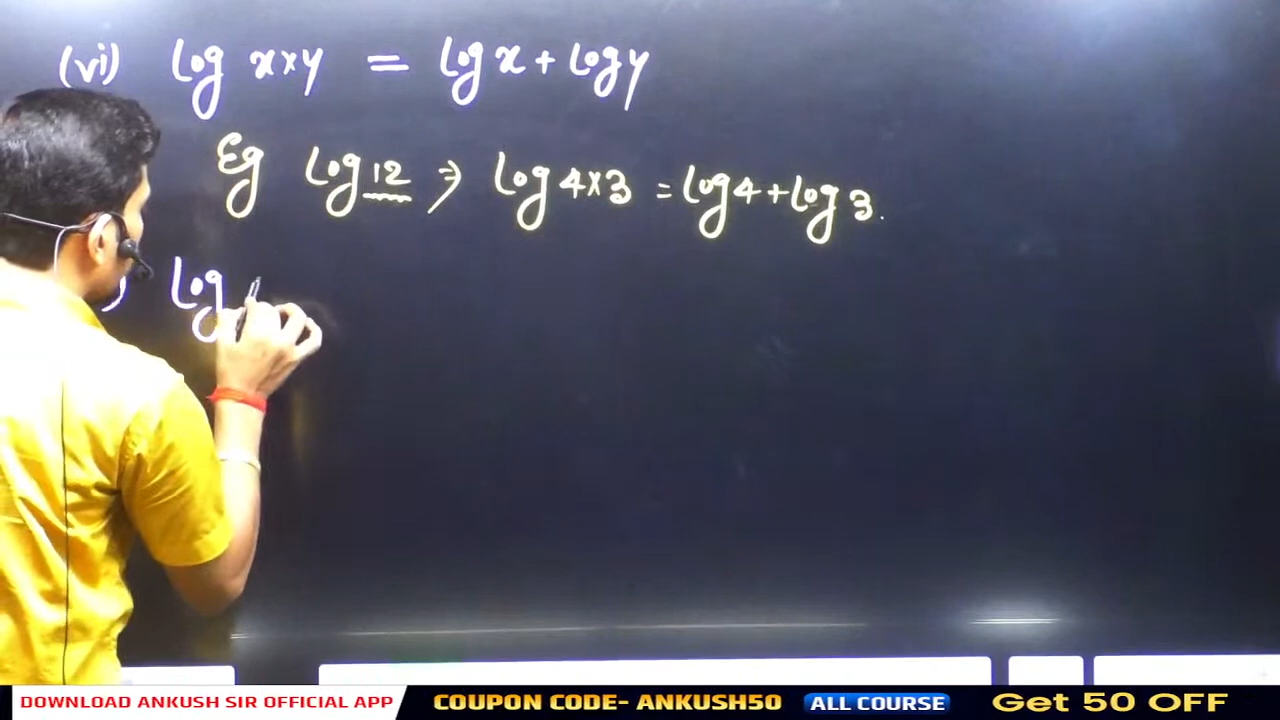 (vi) log x×y = log x + log y
Eg log 12 ⇒ log 4×3 = log 4 + log 3.
) log
DOWNLOAD ANKUSH SIR OFFICIAL APP COUPON CODE- ANKUSH50 ALL COURSE Get 50 OFF